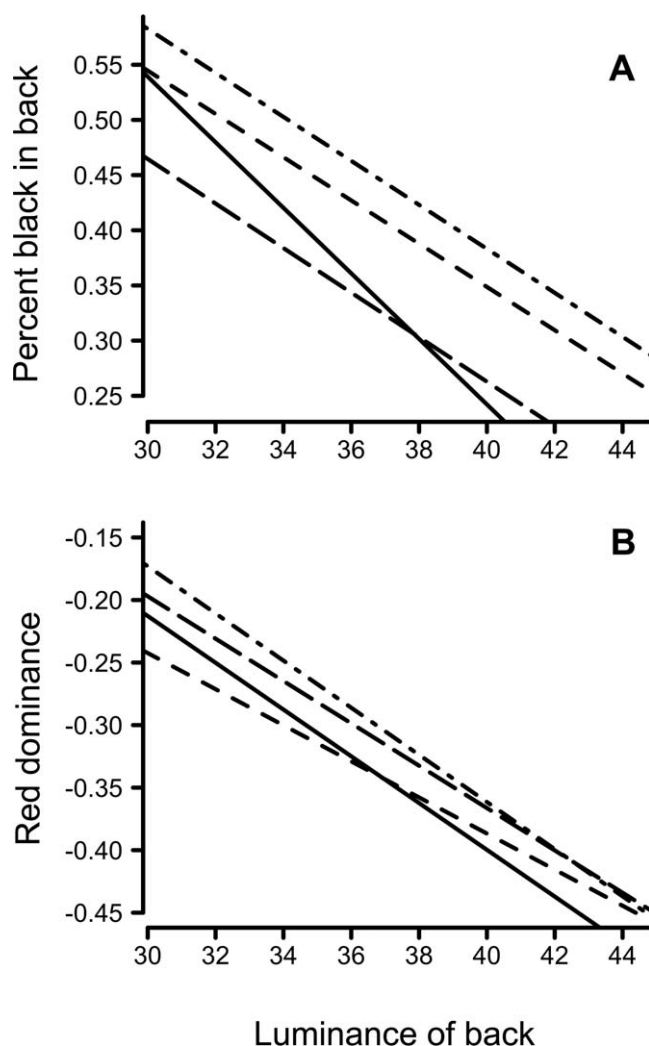 A
Percent black in back
0.55
0.50
0.45
0.40
0.35
0.30
0.25
30 32 34 36 38 40 42 44
B
Red dominance
-0.15
-0.20
-0.25
-0.30
-0.35
-0.40
-0.45
30 32 34 36 38 40 42 44
Luminance of back